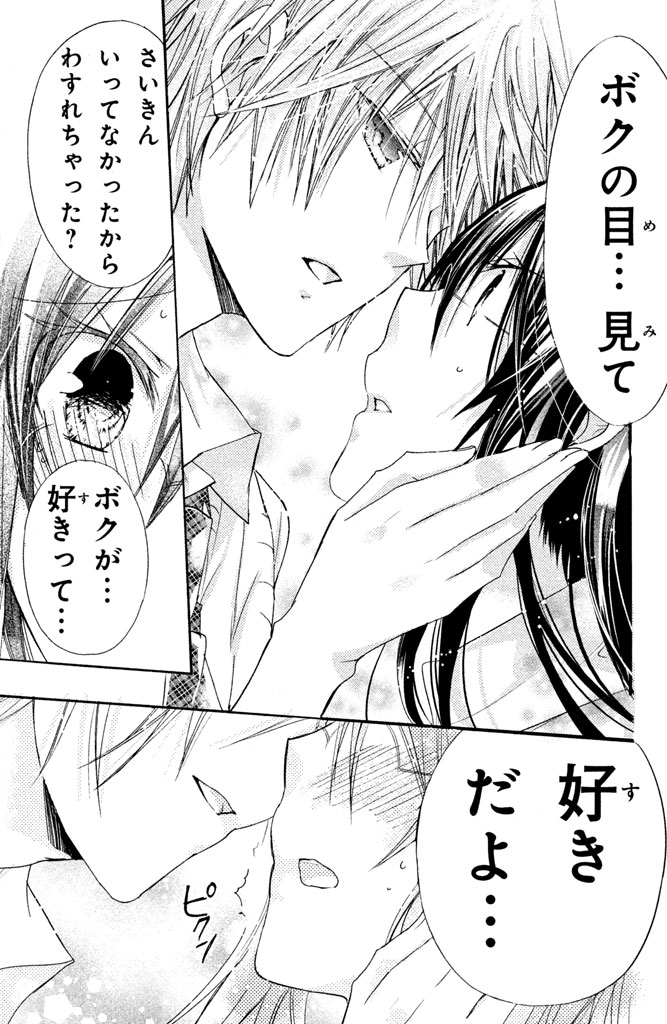 ボクの目…見て
さいきん
いってなかったから
わすれちゃった?
ボクが…
好きって…
好き
だよ…
ピクン